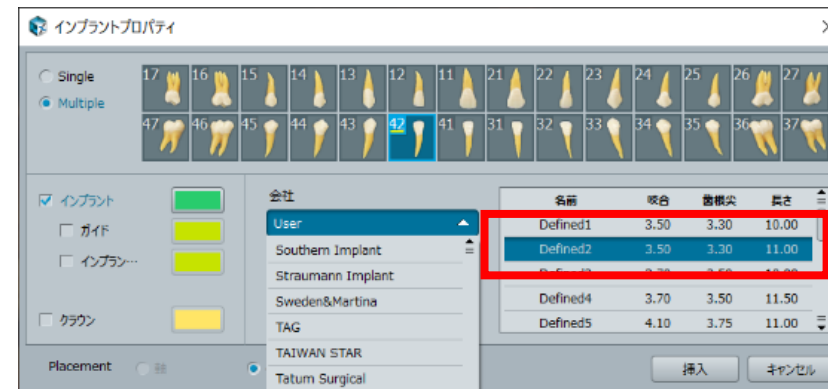 インプラントプロパティ
Single
Multiple
17 16 15 14 13 12 11 21 22 23 24 25 26 27
47 46 45 44 43 42 41 31 32 33 34 35 36 37
インプラント
ガイド
インプラン…
クラウン
会社
User
Southern Implant
Straumann Implant
Sweden&Martina
TAG
TAIWAN STAR
Tatum Surgical
名前 咬合 歯根尖 長さ
Defined1 3.50 3.30 10.00
Defined2 3.50 3.30 11.00
Defined4 3.70 3.50 11.50
Defined5 4.10 3.75 11.00
Placement
挿入 キャンセル